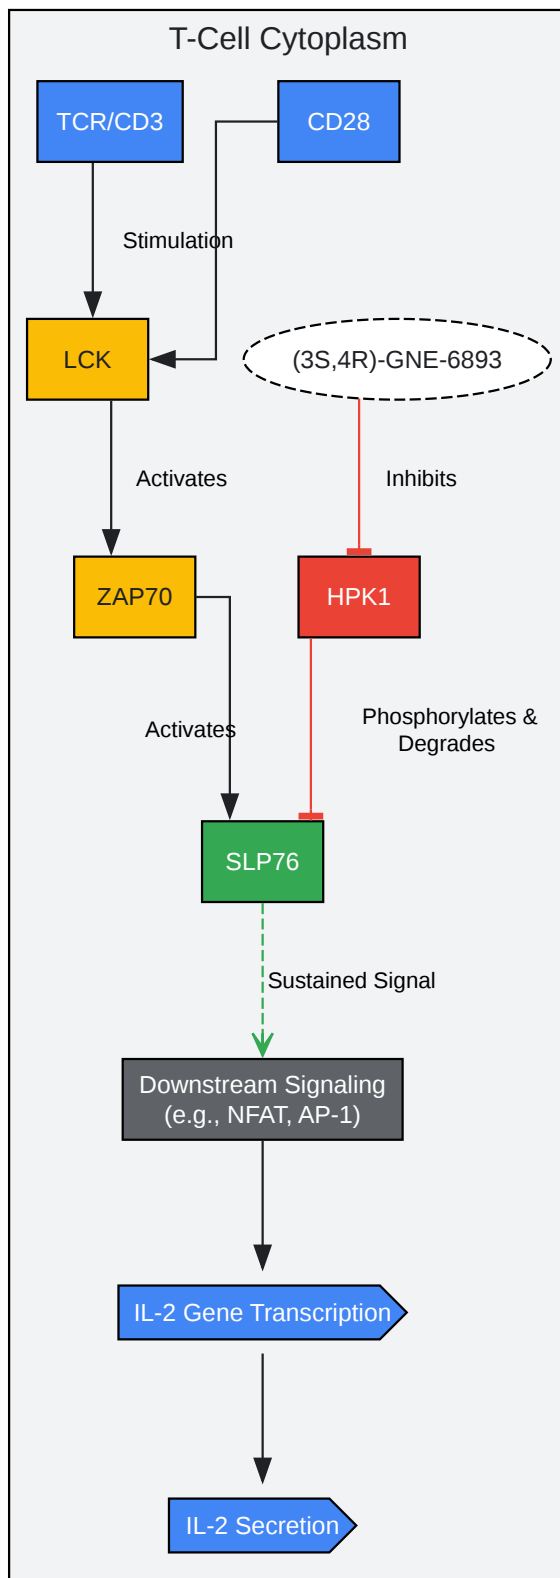 T-Cell Cytoplasm
TCR/CD3
CD28
Stimulation
LCK
(3S,4R)-GNE-6893
Activates
Inhibits
ZAP70
HPK1
Activates
Phosphorylates &
Degrades
SLP76
Sustained Signal
Downstream Signaling
(e.g., NFAT, AP-1)
IL-2 Gene Transcription
IL-2 Secretion